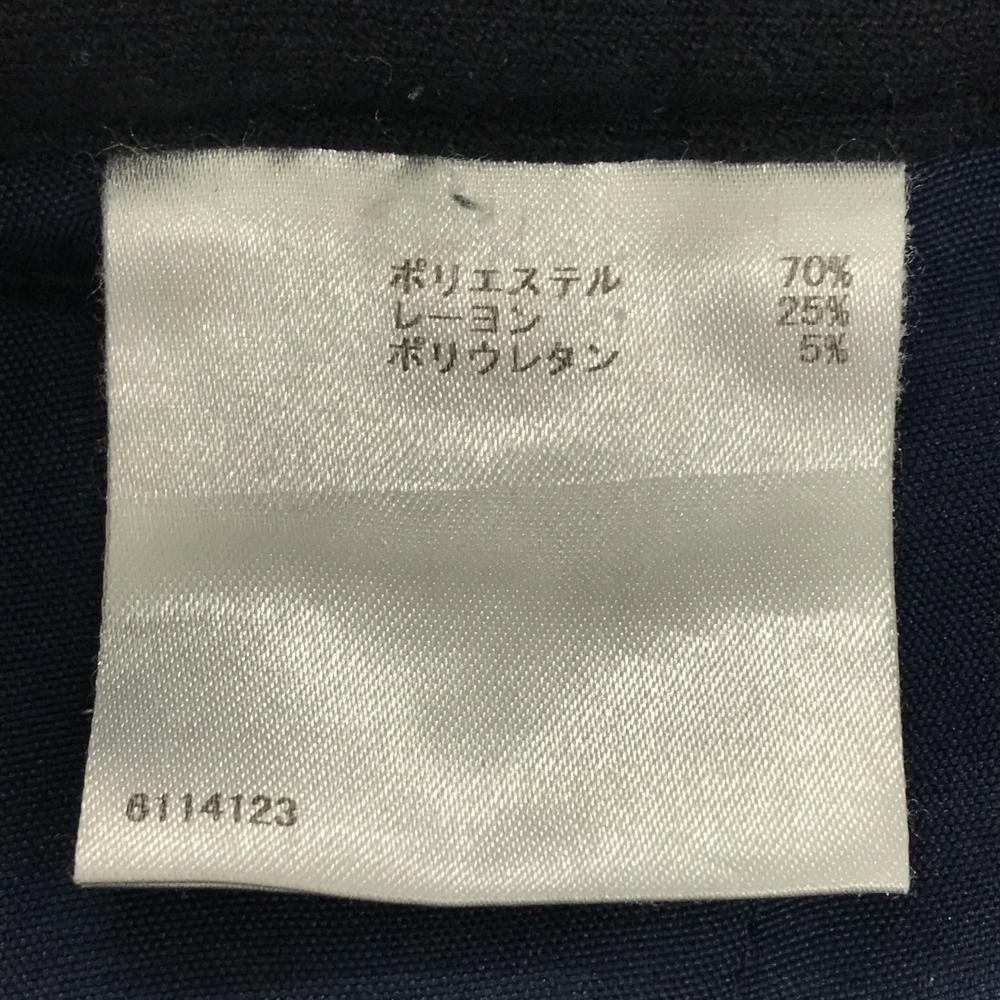 ポリエステル 70%
レーヨン 25%
ポリウレタン 5%
6114123